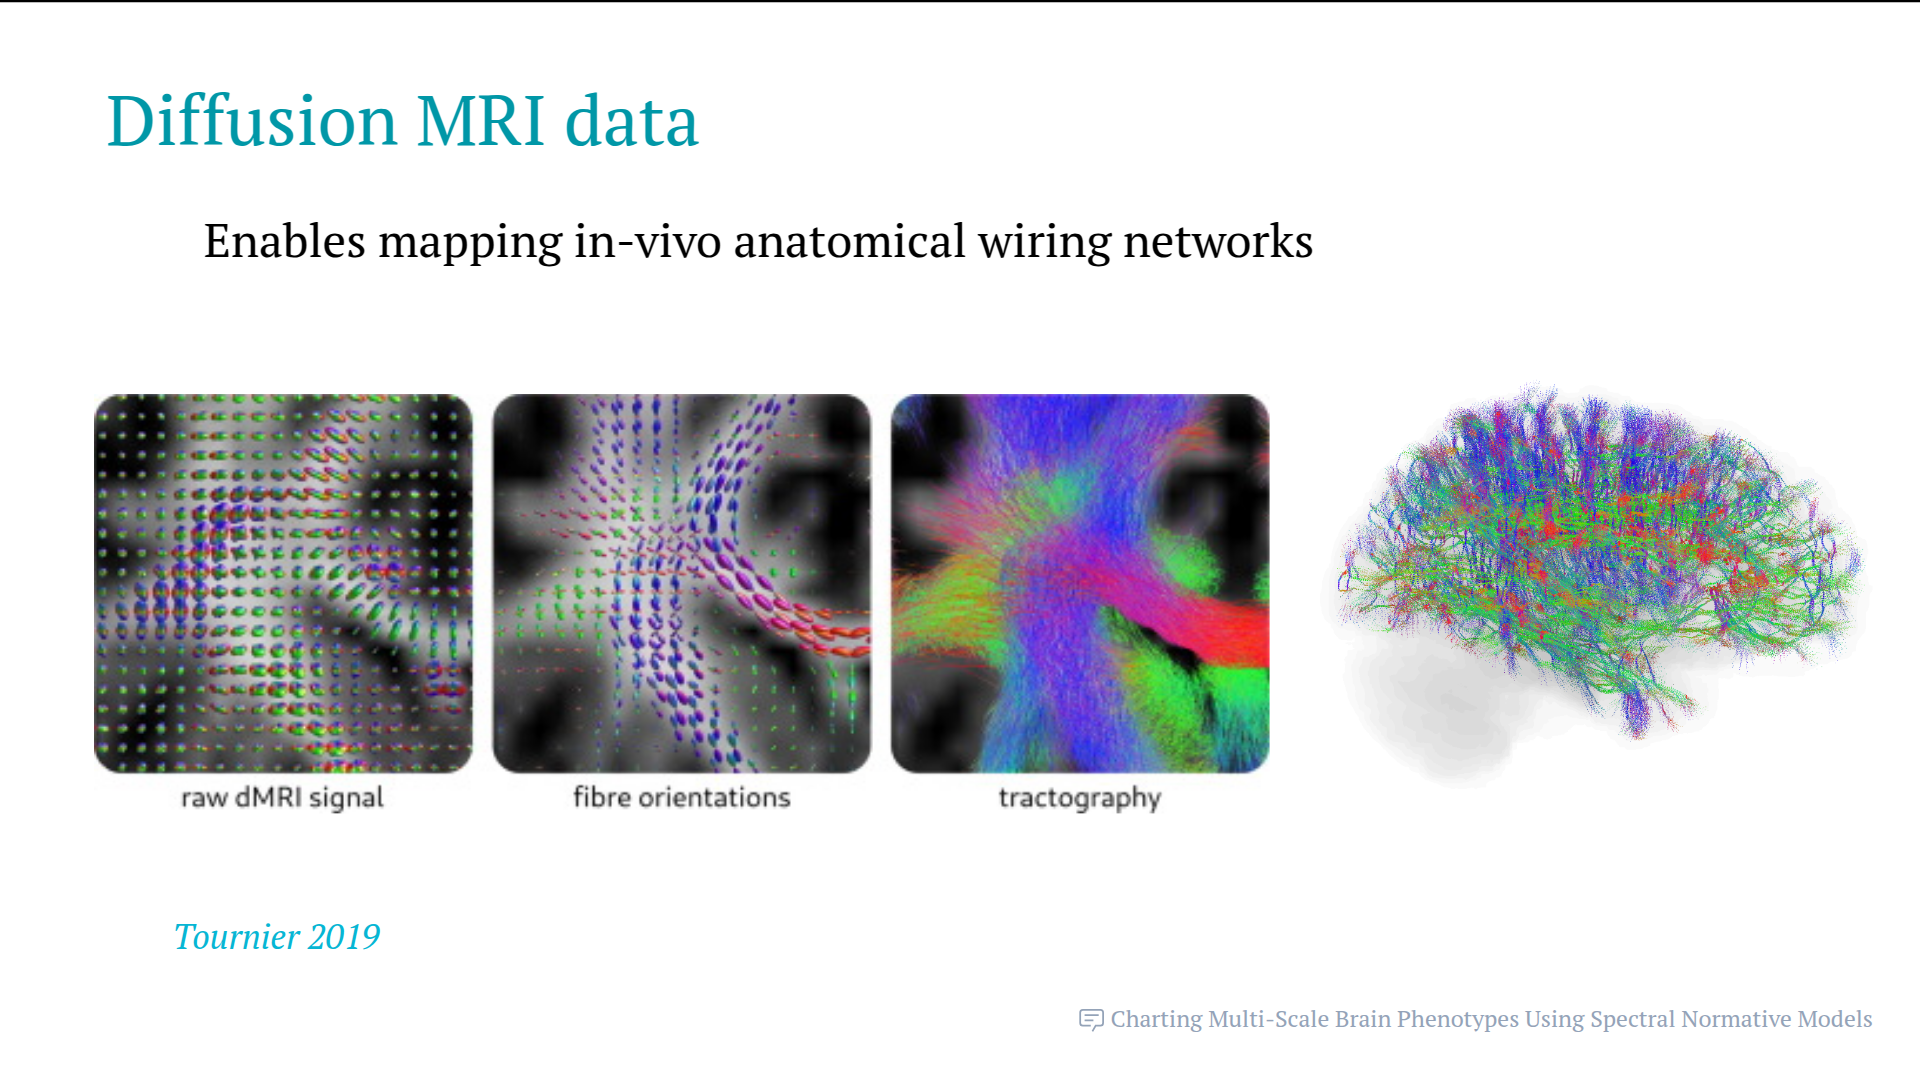 Diffusion MRI data
Enables mapping in-vivo anatomical wiring networks
raw dMRI signal
fibre orientations
tractography
Tournier 2019
Charting Multi-Scale Brain Phenotypes Using Spectral Normative Models